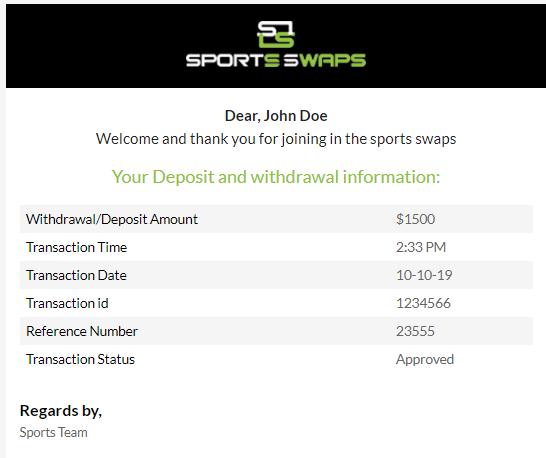 SPORTS SWAPS
Dear, John Doe
Welcome and thank you for joining in the sports swaps
Your Deposit and withdrawal information:
Withdrawal/Deposit Amount $1500
Transaction Time 2:33 PM
Transaction Date 10-10-19
Transaction id 1234566
Reference Number 23555
Transaction Status Approved
Regards by,
Sports Team